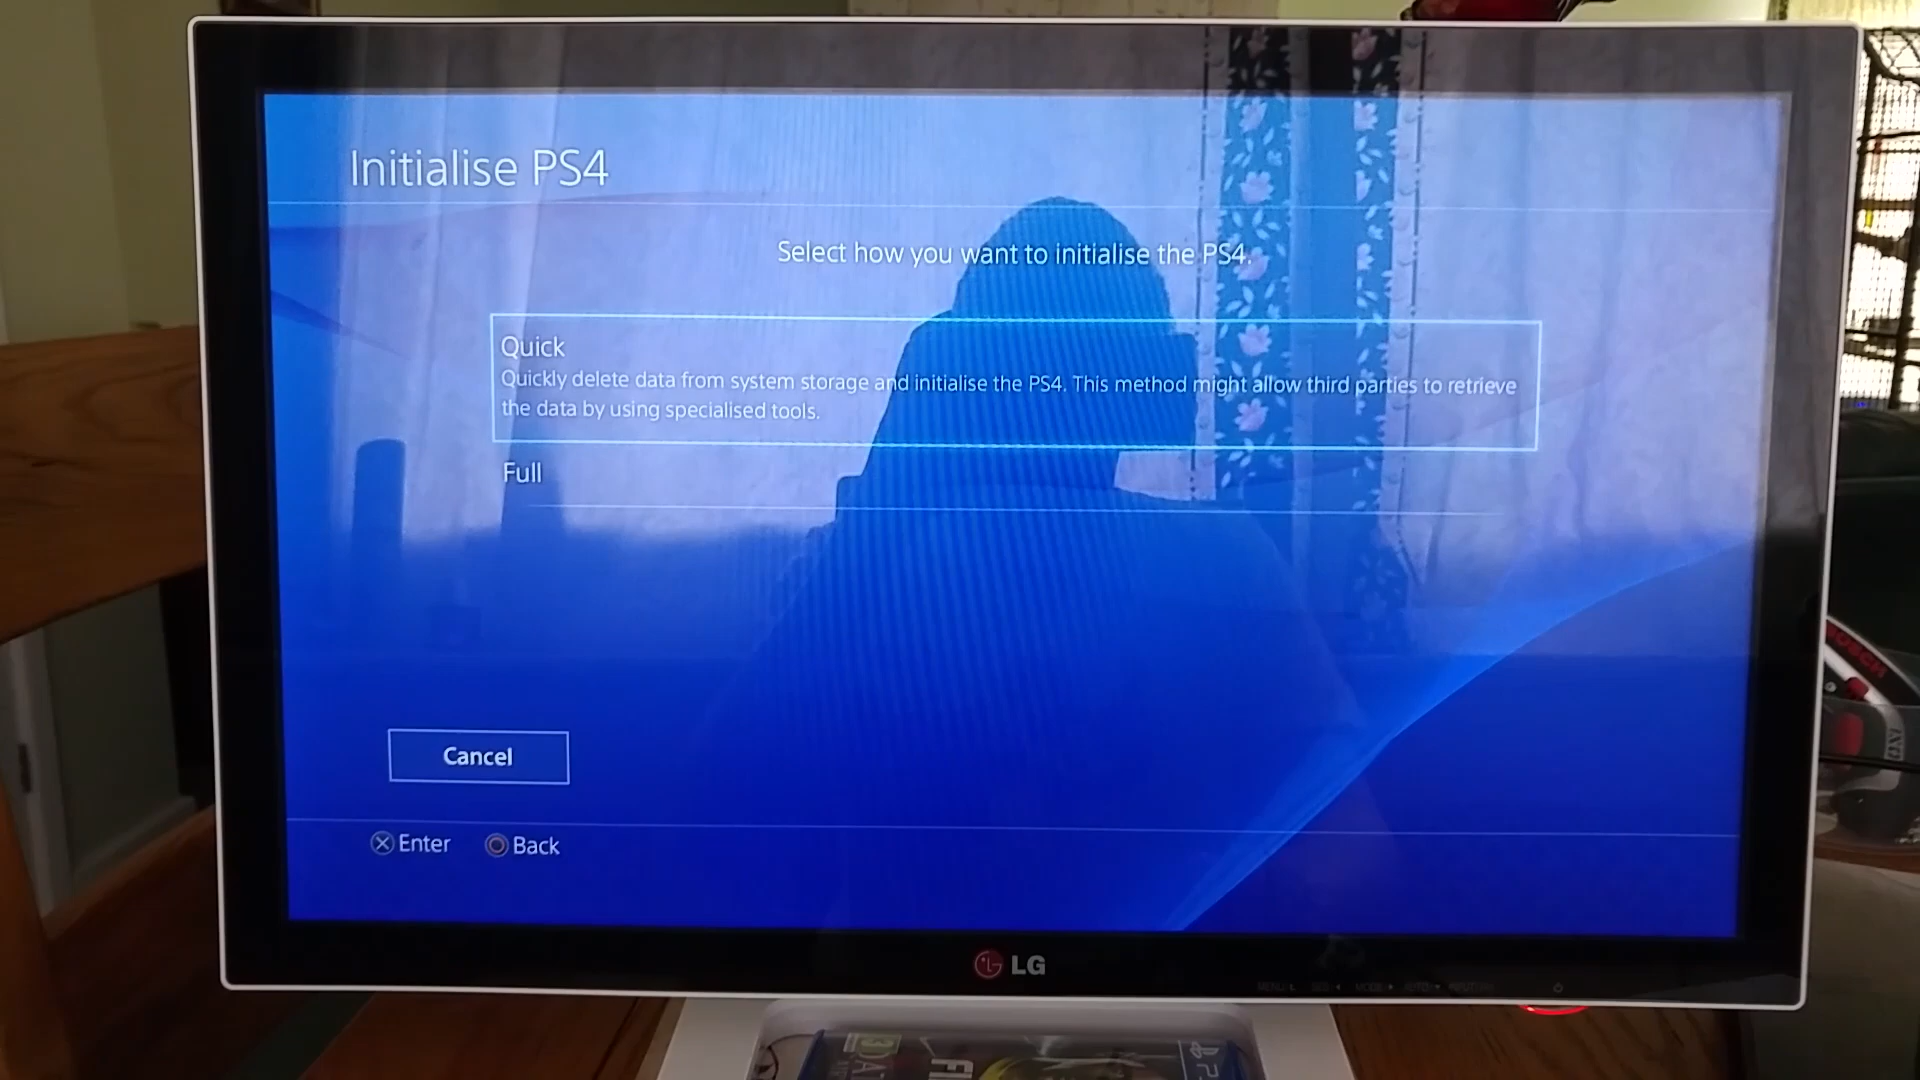 Initialise PS4
Select how you want to initialise the PS4.
Quick
Quickly delete data from system storage and initialise the PS4. This method might allow third parties to retrieve
the data by using specialised tools.
Full
Cancel
Enter Back
LG
BOSCH